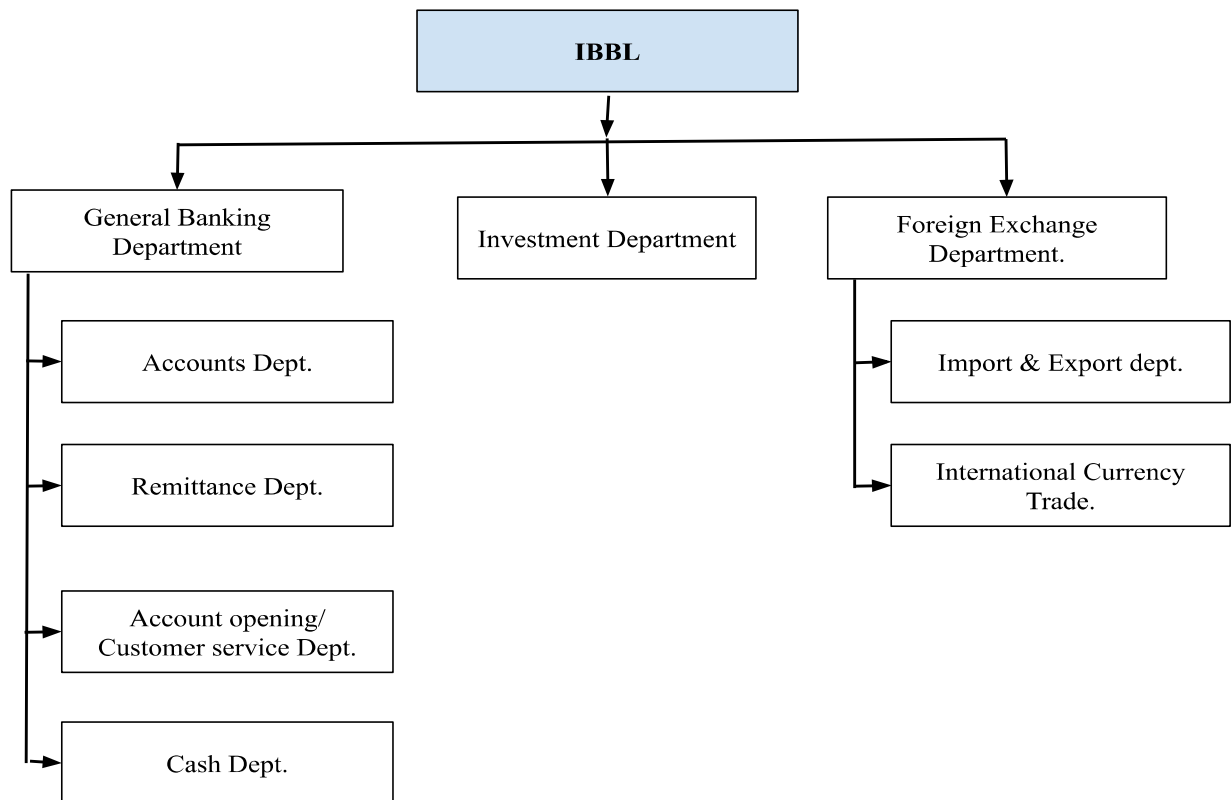 IBBL
General Banking
Department
Investment Department
Foreign Exchange
Department.
Accounts Dept.
Import & Export dept.
Remittance Dept.
International Currency
Trade.
Account opening/
Customer service Dept.
Cash Dept.